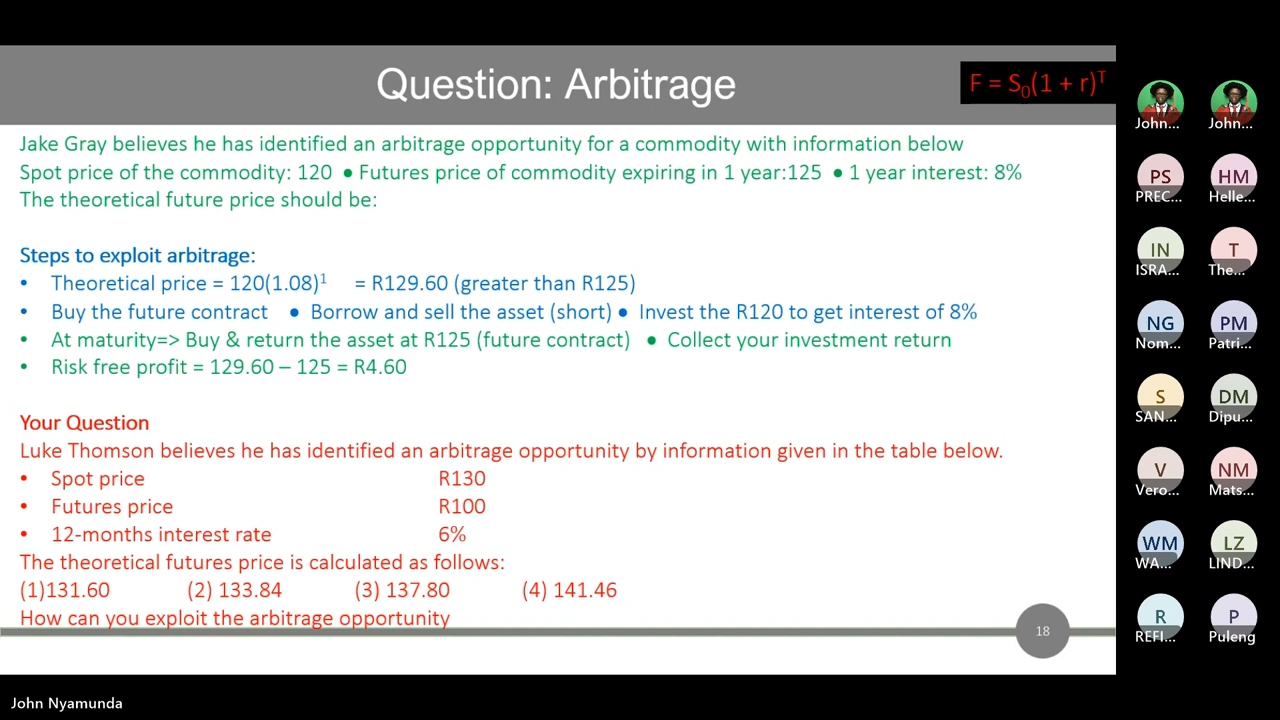 Question: Arbitrage
F = S₀(1 + r)ᵀ
Jake Gray believes he has identified an arbitrage opportunity for a commodity with information below
Spot price of the commodity: 120 ● Futures price of commodity expiring in 1 year:125 ● 1 year interest: 8%
The theoretical future price should be:
Steps to exploit arbitrage:
• Theoretical price = 120(1.08)¹ = R129.60 (greater than R125)
• Buy the future contract ● Borrow and sell the asset (short) ● Invest the R120 to get interest of 8%
• At maturity=> Buy & return the asset at R125 (future contract) ● Collect your investment return
• Risk free profit = 129.60 – 125 = R4.60
Your Question
Luke Thomson believes he has identified an arbitrage opportunity by information given in the table below.
• Spot price R130
• Futures price R100
• 12-months interest rate 6%
The theoretical futures price is calculated as follows:
(1)131.60 (2) 133.84 (3) 137.80 (4) 141.46
How can you exploit the arbitrage opportunity
18
John... John...
PS HM
PREC... Helle...
IN T
ISRA... The...
NG PM
Nom... Patri...
S DM
SAN... Dipu...
V NM
Vero... Mats...
WM LZ
WA... LIND...
R P
REFI... Puleng
John Nyamunda